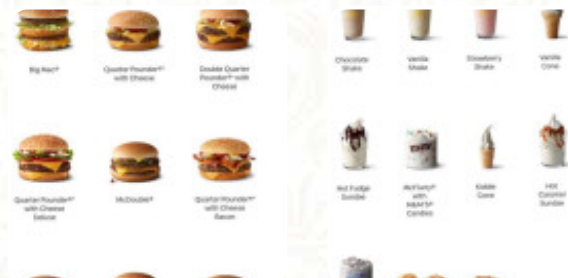 Big Mac®
Quarter Pounder®*
with Cheese
Double Quarter
Pounder®* with
Cheese
Quarter Pounder®*
with Cheese
Deluxe
McDouble®
Quarter Pounder®*
with Cheese
Bacon
Chocolate
Shake
Vanilla
Shake
Strawberry
Shake
Vanilla
Cone
Hot Fudge
Sundae
McFlurry®
with
M&M'S®
Candies
Kiddie
Cone
Hot
Caramel
Sundae